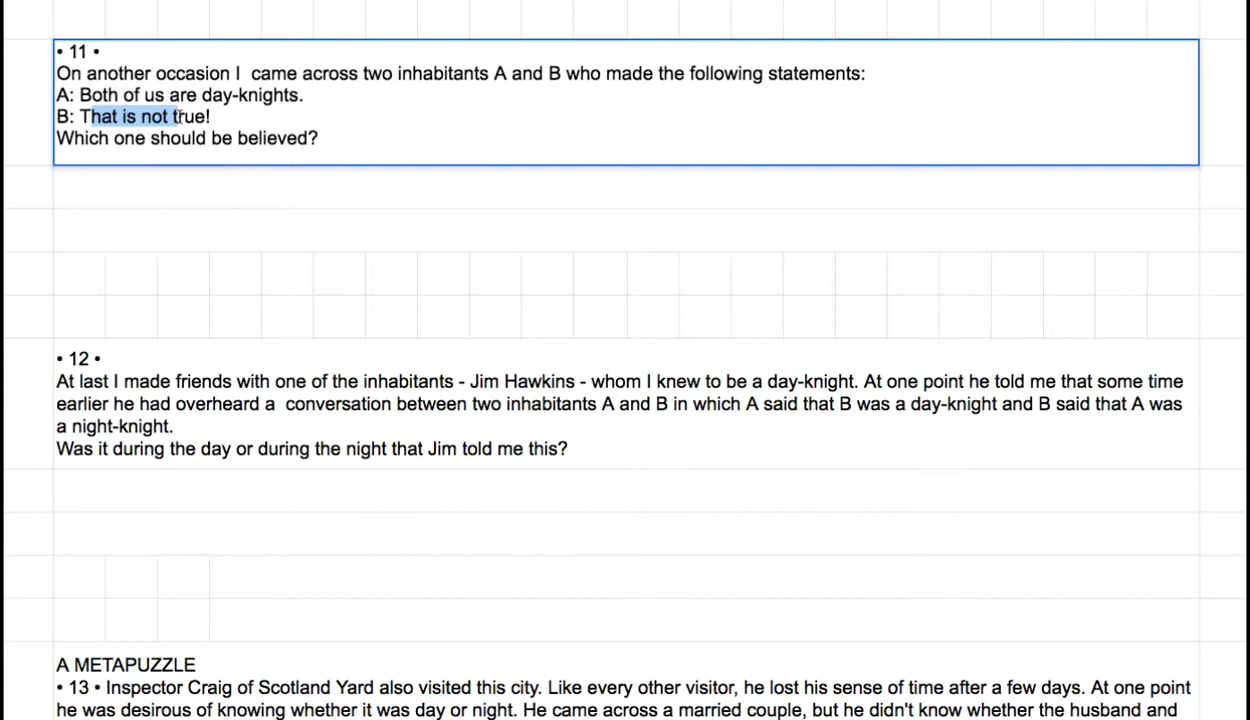 • 11 •
On another occasion I  came across two inhabitants A and B who made the following statements:
A: Both of us are day-knights.
B: That is not true!
Which one should be believed?
• 12 •
At last I made friends with one of the inhabitants - Jim Hawkins - whom I knew to be a day-knight. At one point he told me that some time
earlier he had overheard a  conversation between two inhabitants A and B in which A said that B was a day-knight and B said that A was
a night-knight.
Was it during the day or during the night that Jim told me this?
A METAPUZZLE
• 13 • Inspector Craig of Scotland Yard also visited this city. Like every other visitor, he lost his sense of time after a few days. At one point
he was desirous of knowing whether it was day or night. He came across a married couple, but he didn't know whether the husband and